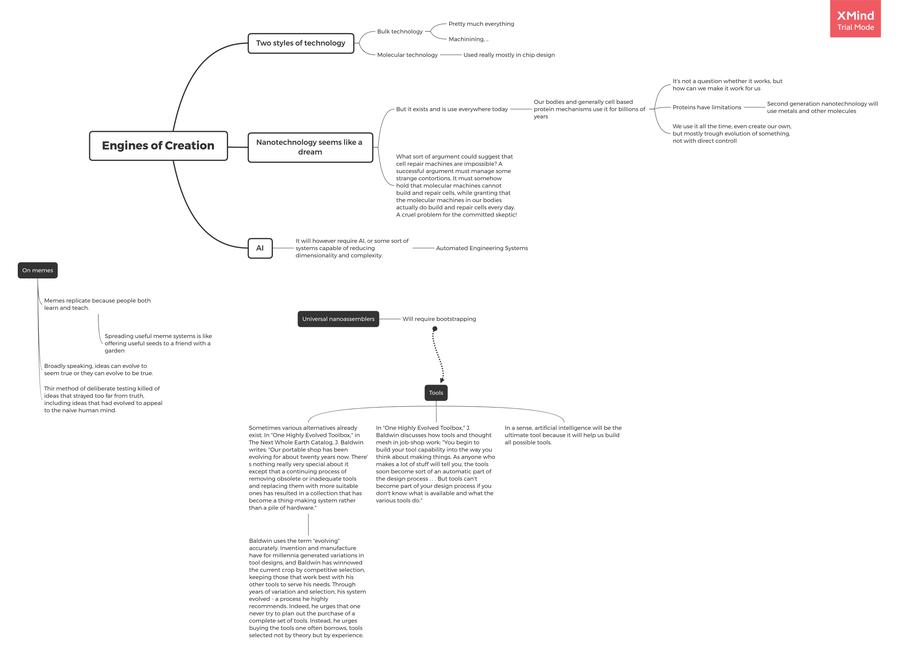 XMind
Trial Mode
Two styles of technology
Bulk technology
Pretty much everything
Machinining, ..
Molecular technology
Used really mostly in chip design
Engines of Creation
Nanotechnology seems like a
dream
But it exists and is use everywhere today
Our bodies and generally cell based
protein mechanisms use it for billions of
years
It's not a question whether it works, but
how can we make it work for us
Proteins have limitations
Second generation nanotechnology will
use metals and other molecules
We use it all the time, even create our own,
but mostly trough evolution of something,
not with direct controll
What sort of argument could suggest that
cell repair machines are impossible? A
successful argument must manage some
strange contortions. It must somehow
hold that molecular machines cannot
build and repair cells, while granting that
the molecular machines in our bodies
actually do build and repair cells every day.
A cruel problem for the committed skeptic!
AI
It will however require AI, or some sort of
systems capable of reducing
dimensionality and complexity
Automated Engineering Systems
On memes
Memes replicate because people both
learn and teach.
Spreading useful meme systems is like
offering useful seeds to a friend with a
garden
Broadly speaking, ideas can evolve to
seem true or they can evolve to be true.
Thir method of deliberate testing killed of
ideas that strayed too far from truth,
including ideas that had evolved to appeal
to the naive human mind.
Universal nanoassemblers
Will require bootstrapping
Tools
Sometimes various alternatives already
exist; In "One Highly Evolved Toolbox," in
The Next Whole Earth Catalog, J. Baldwin
writes: "Our portable shop has been
evolving for about twenty years now. There'
s nothing really very special about it
except that a continuing process of
removing obsolete or inadequate tools
and replacing them with more suitable
ones has resulted in a collection that has
become a thing-making system rather
than a pile of hardware."
Baldwin uses the term "evolving"
accurately. Invention and manufacture
have for millennia generated variations in
tool designs, and Baldwin has winnowed
the current crop by competitive selection,
keeping those that work best with his
other tools to serve his needs. Through
years of variation and selection, his system
evolved - a process he highly
recommends. Indeed, he urges that one
never try to plan out the purchase of a
complete set of tools. Instead, he urges
buying the tools one often borrows, tools
selected not by theory but by experience.
In "One Highly Evolved Toolbox," J.
Baldwin discusses how tools and thought
mesh in job-shop work: "You begin to
build your tool capability into the way you
think about making things. As anyone who
makes a lot of stuff will tell you, the tools
soon become sort of an automatic part of
the design process . . . But tools can't
become part of your design process if you
don't know what is available and what the
various tools do."
In a sense, artificial intelligence will be the
ultimate tool because it will help us build
all possible tools.